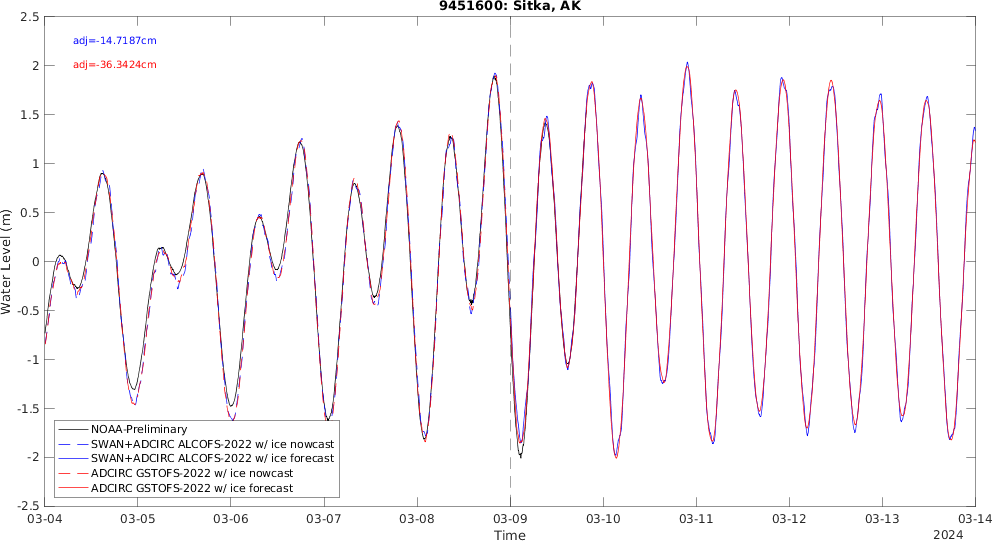 9451600: Sitka, AK
adj=-14.7187cm
adj=-36.3424cm
Water Level (m)
2.5
2
1.5
1
0.5
0
-0.5
-1
-1.5
-2
-2.5
NOAA-Preliminary
SWAN+ADCIRC ALCOFS-2022 w/ ice nowcast
SWAN+ADCIRC ALCOFS-2022 w/ ice forecast
ADCIRC GSTOFS-2022 w/ ice nowcast
ADCIRC GSTOFS-2022 w/ ice forecast
03-04 03-05 03-06 03-07 03-08 03-09 03-10 03-11 03-12 03-13 03-14
Time
2024